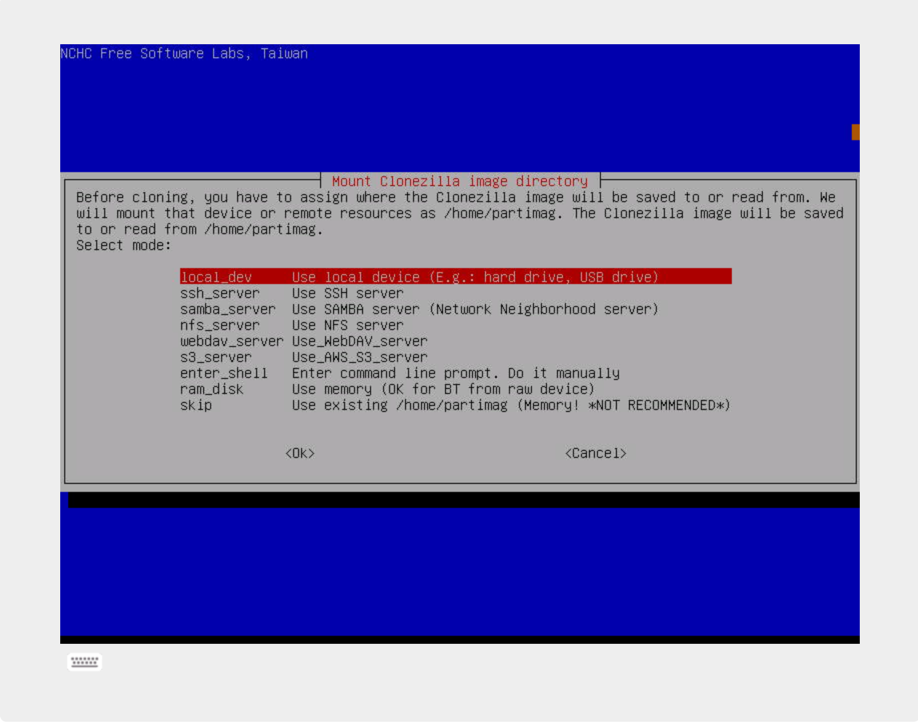 NCHC Free Software Labs, Taiwan
Mount Clonezilla image directory
Before cloning, you have to assign where the Clonezilla image will be saved to or read from. We
will mount that device or remote resources as /home/partimag. The Clonezilla image will be saved
to or read from /home/partimag.
Select mode:
local_dev Use local device (E.g.: hard drive, USB drive)
ssh_server Use SSH server
samba_server Use SAMBA server (Network Neighborhood server)
nfs_server Use NFS server
webdav_server Use_WebDAV_server
s3_server Use_AWS_S3_server
enter_shell Enter command line prompt. Do it manually
ram_disk Use memory (OK for BT from raw device)
skip Use existing /home/partimag (Memory! *NOT RECOMMENDED*)
<Ok> <Cancel>